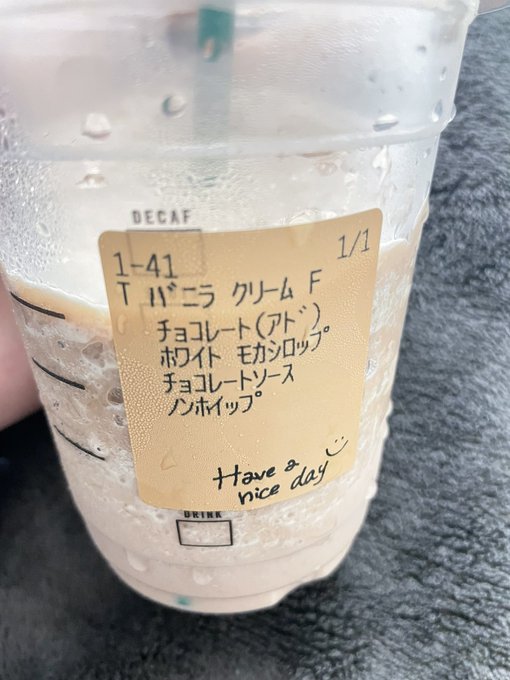 DECAF
1-41 1/1
T バニラ クリーム F
チョコレート(アド)
ホワイト モカシロップ
チョコレートソース
ノンホイップ
Have a
nice day
DRINK